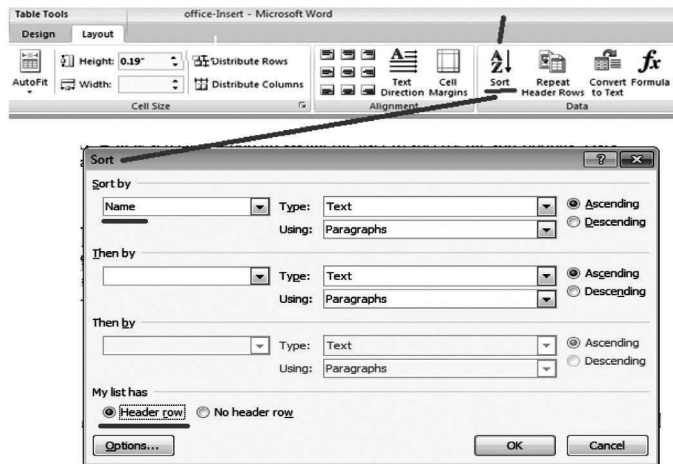 Table Tools office-Insert - Microsoft Word
Design Layout
Height: 0.19" Distribute Rows
AutoFit Width: Distribute Columns
Text Direction Cell Margins
Sort Repeat Header Rows Convert to Text Formula
Cell Size Alignment Data
Sort
Sort by
Name Type: Text Ascending
Using: Paragraphs Descending
Then by
Type: Text Ascending
Using: Paragraphs Descending
Then by
Type: Text Ascending
Using: Paragraphs Descending
My list has
Header row No header row
Options... OK Cancel